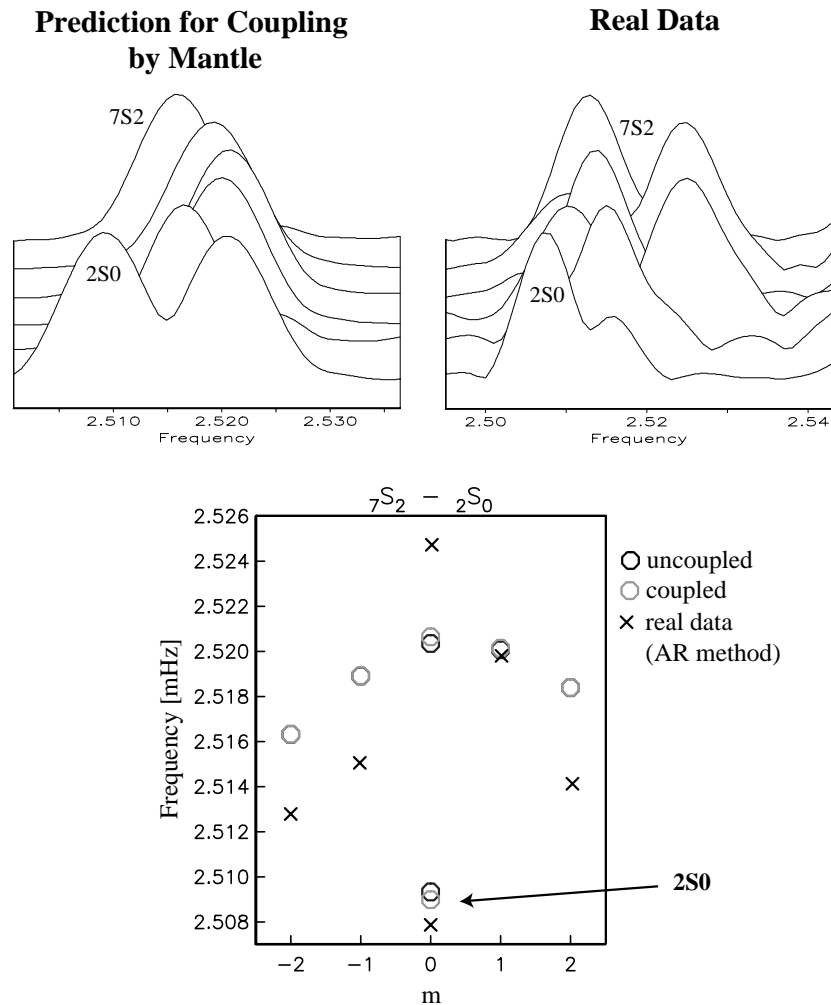 Prediction for Coupling
by Mantle
Real Data
7S2
2S0
2.510 2.520 2.530
Frequency
7S2
2S0
2.50 2.52 2.54
Frequency
7S2 – 2S0
2.526
2.524
2.522
2.520
2.518
2.516
2.514
2.512
2.510
2.508
Frequency [mHz]
−2 −1 0 1 2
m
uncoupled
coupled
real data
(AR method)
2S0